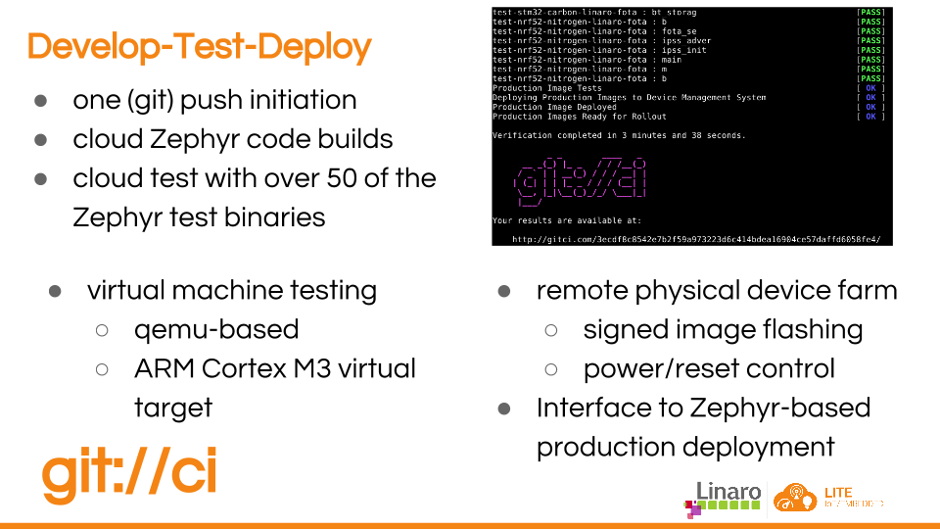 Develop-Test-Deploy
● one (git) push initiation
● cloud Zephyr code builds
● cloud test with over 50 of the
Zephyr test binaries
test-stm32-carbon-linaro-fota : bt_storag [PASS]
test-nrf52-nitrogen-linaro-fota : b [PASS]
test-nrf52-nitrogen-linaro-fota : fota_se [PASS]
test-nrf52-nitrogen-linaro-fota : ipss_adver [PASS]
test-nrf52-nitrogen-linaro-fota : ipss_init [PASS]
test-nrf52-nitrogen-linaro-fota : main [PASS]
test-nrf52-nitrogen-linaro-fota : m [PASS]
test-nrf52-nitrogen-linaro-fota : b [PASS]
Production Image Tests [ OK ]
Deploying Production Images to Device Management System [ OK ]
Production Image Deployed [ OK ]
Production Images Ready for Rollout [ OK ]
Verification completed in 3 minutes and 38 seconds.
git://ci
Your results are available at:
http://gitci.com/3ecdf8c8542e7b2f59a973223d6c414bdea16904ce57daffd6058fe4/
● virtual machine testing
○ qemu-based
○ ARM Cortex M3 virtual
target
● remote physical device farm
○ signed image flashing
○ power/reset control
● Interface to Zephyr-based
production deployment
git://ci
Linaro
LITE